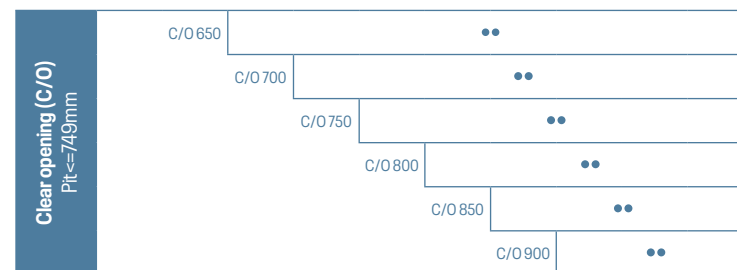 Clear opening (C/O)
Pit<=749mm
C/O 650
••
C/O 700
••
C/O 750
••
C/O 800
••
C/O 850
••
C/O 900
••